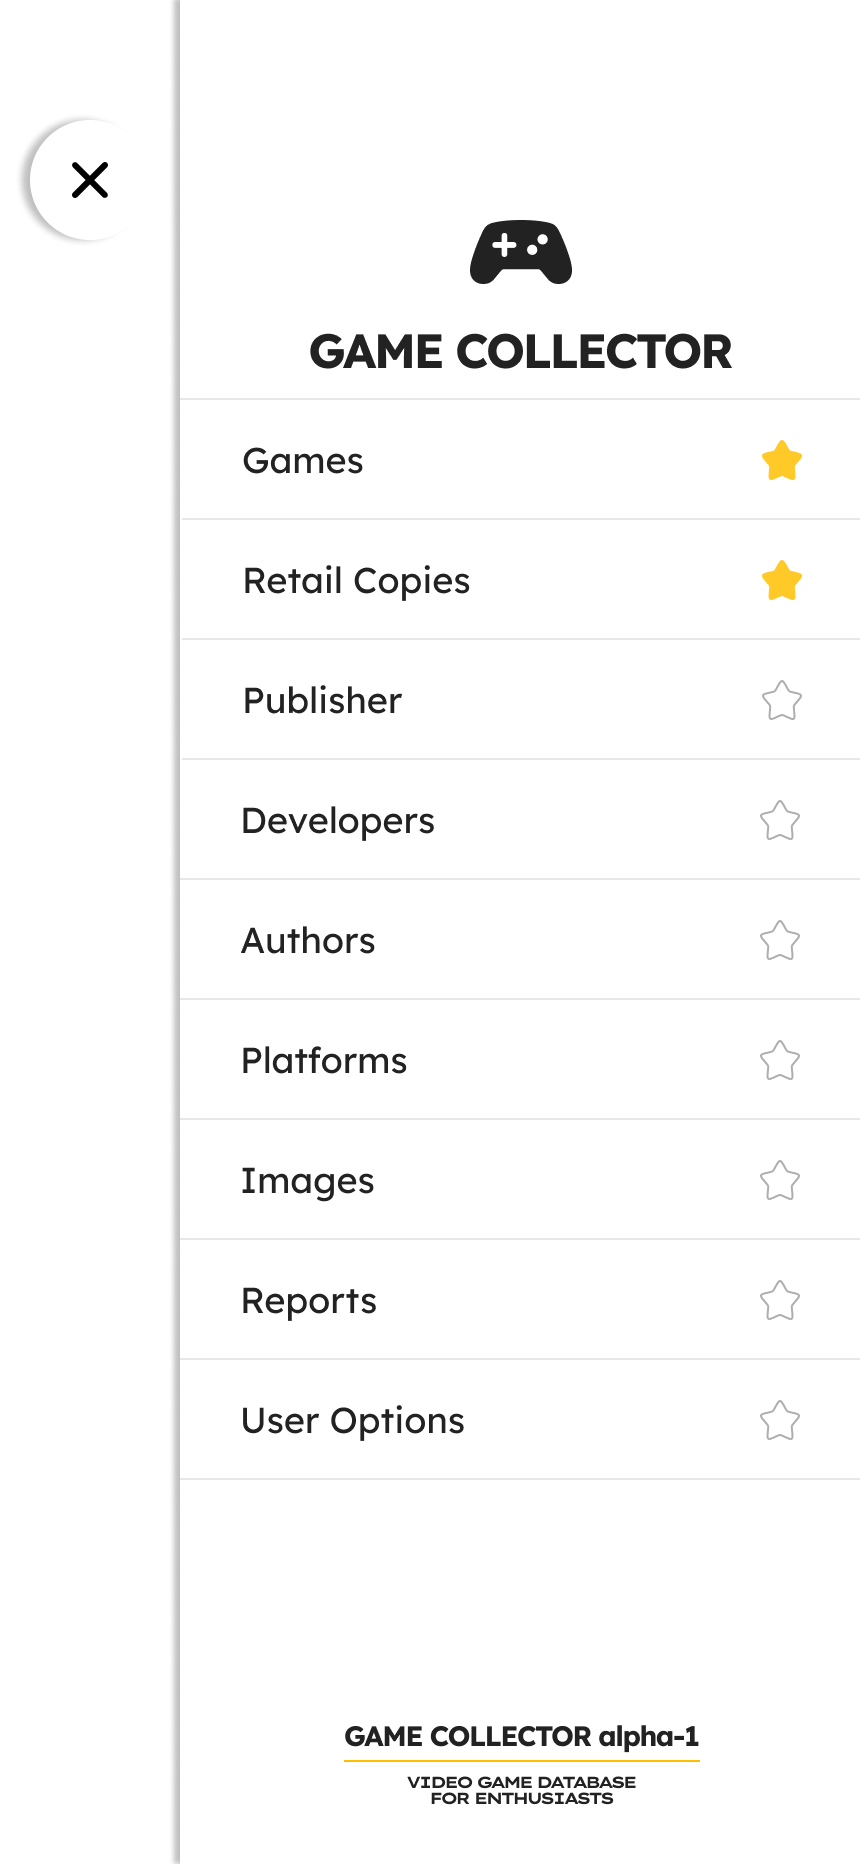 GAME COLLECTOR
Games
Retail Copies
Publisher
Developers
Authors
Platforms
Images
Reports
User Options
GAME COLLECTOR alpha-1
VIDEO GAME DATABASE
FOR ENTHUSIASTS